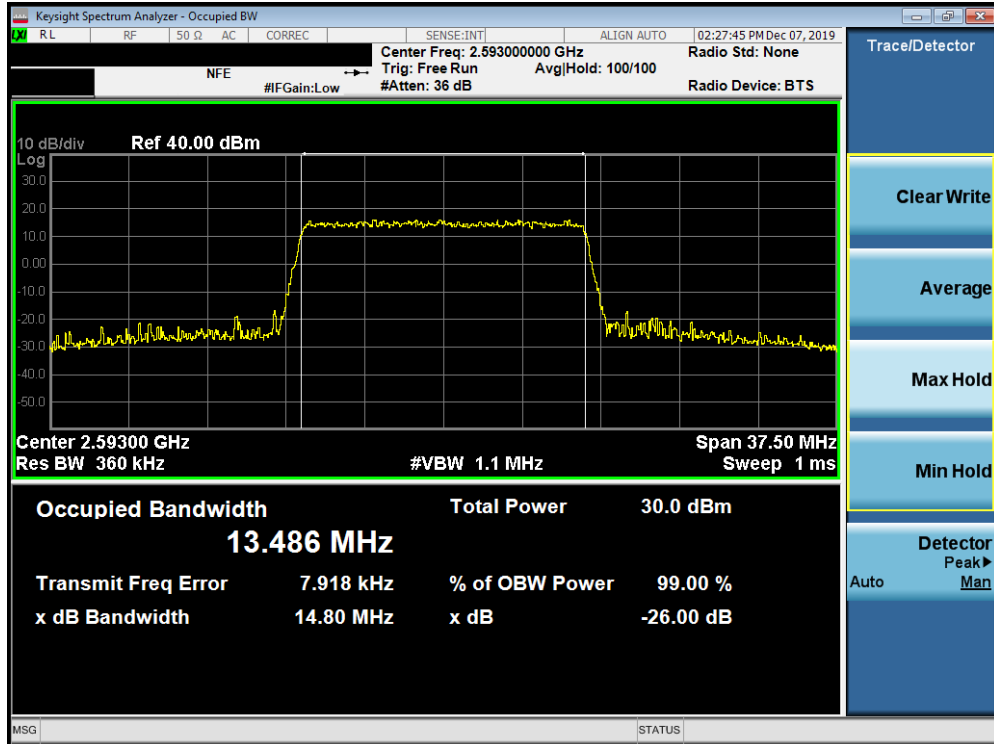 Keysight Spectrum Analyzer - Occupied BW
LXI RL RF 50 Ω AC CORREC SENSE:INT ALIGN AUTO 02:27:45 PM Dec 07, 2019
Center Freq: 2.593000000 GHz Radio Std: None
NFE Trig: Free Run Avg|Hold: 100/100
#IFGain:Low #Atten: 36 dB Radio Device: BTS
10 dB/div Ref 40.00 dBm
Log
30.0
20.0
10.0
0.00
-10.0
-20.0
-30.0
-40.0
-50.0
Center 2.59300 GHz Span 37.50 MHz
Res BW 360 kHz #VBW 1.1 MHz Sweep 1 ms
Occupied Bandwidth Total Power 30.0 dBm
13.486 MHz
Transmit Freq Error 7.918 kHz % of OBW Power 99.00 %
x dB Bandwidth 14.80 MHz x dB -26.00 dB
MSG STATUS
Trace/Detector
Clear Write
Average
Max Hold
Min Hold
Detector
Peak▶
Auto Man